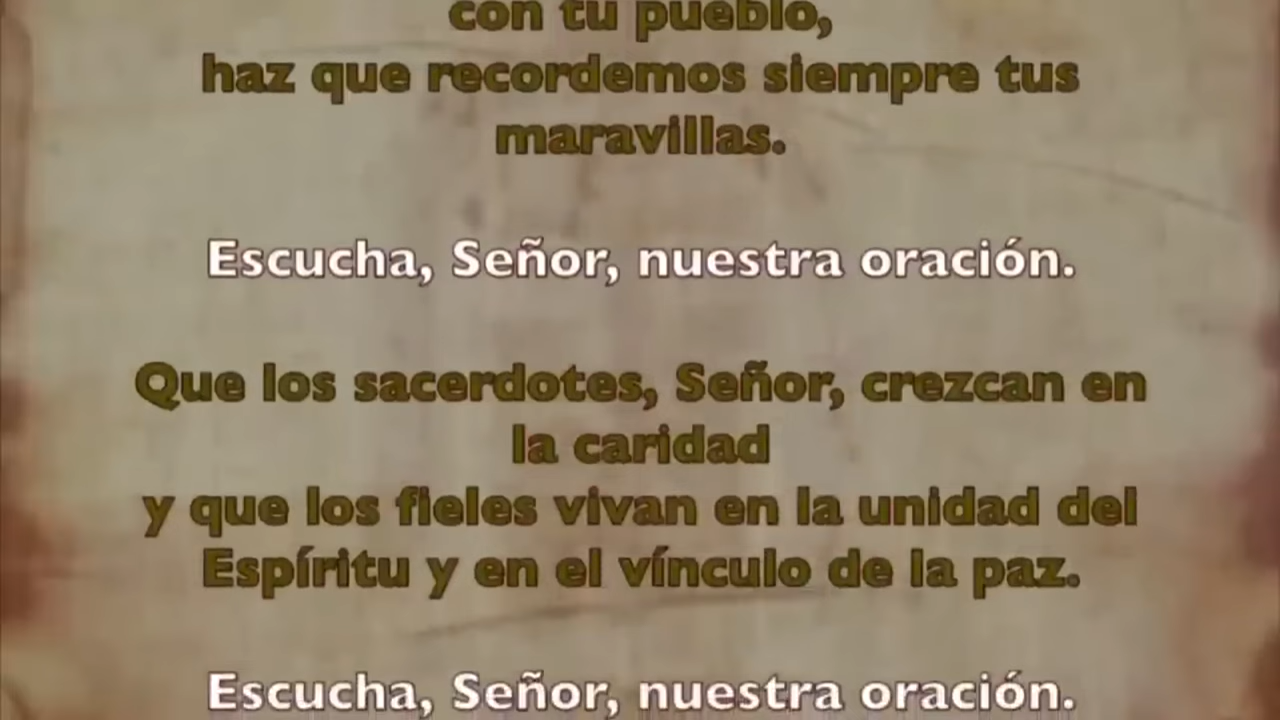 con tu pueblo,
haz que recordemos siempre tus
maravillas.
Escucha, Señor, nuestra oración.
Que los sacerdotes, Señor, crezcan en
la caridad
y que los fieles vivan en la unidad del
Espíritu y en el vínculo de la paz.
Escucha, Señor, nuestra oración.